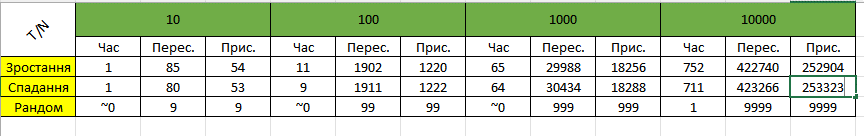 T/N 10 100 1000 10000
Час Перес. Прис. Час Перес. Прис. Час Перес. Прис. Час Перес. Прис.
Зростання 1 85 54 11 1902 1220 65 29988 18256 752 422740 252904
Спадання 1 80 53 9 1911 1222 64 30434 18288 711 423266 253323
Рандом ~0 9 9 ~0 99 99 ~0 999 999 1 9999 9999